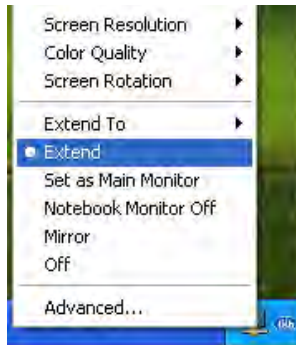 Screen Resolution
Color Quality
Screen Rotation
Extend To
Extend
Set as Main Monitor
Notebook Monitor Off
Mirror
Off
Advanced...